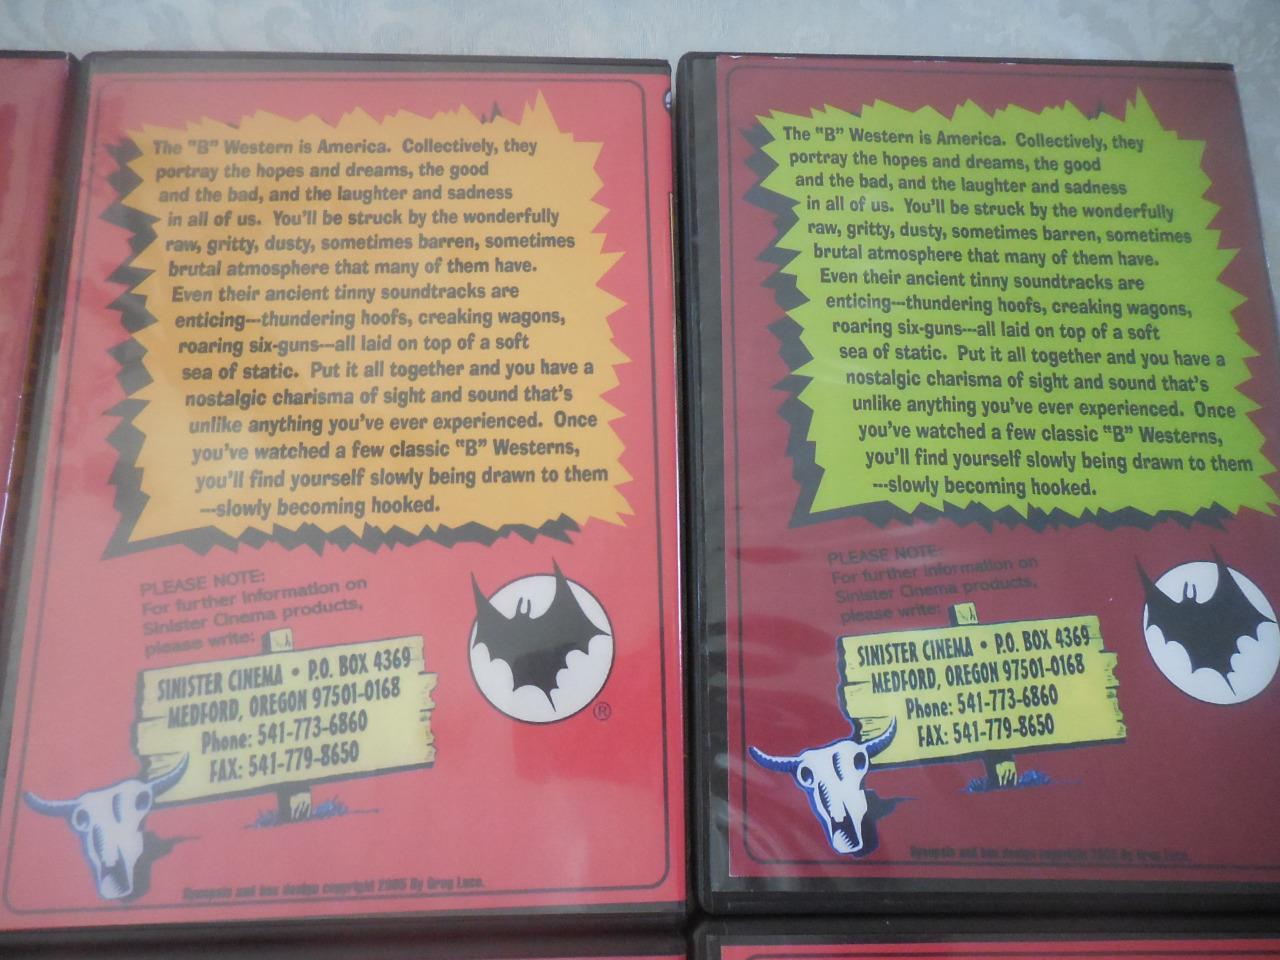 The "B" Western is America.  Collectively, they
portray the hopes and dreams, the good
and the bad, and the laughter and sadness
in all of us.  You'll be struck by the wonderfully
raw, gritty, dusty, sometimes barren, sometimes
brutal atmosphere that many of them have.
Even their ancient tinny soundtracks are
enticing---thundering hoofs, creaking wagons,
roaring six-guns---all laid on top of a soft
sea of static.  Put it all together and you have a
nostalgic charisma of sight and sound that's
unlike anything you've ever experienced.  Once
you've watched a few classic "B" Westerns,
you'll find yourself slowly being drawn to them
---slowly becoming hooked.
PLEASE NOTE:
For further information on
Sinister Cinema products,
please write:
SINISTER CINEMA • P.O. BOX 4369
MEDFORD, OREGON 97501-0168
Phone: 541-773-6860
FAX: 541-779-8650
®
Synopsis and box design copyright 2005 By Greg Luce.
The "B" Western is America.  Collectively, they
portray the hopes and dreams, the good
and the bad, and the laughter and sadness
in all of us.  You'll be struck by the wonderfully
raw, gritty, dusty, sometimes barren, sometimes
brutal atmosphere that many of them have.
Even their ancient tinny soundtracks are
enticing---thundering hoofs, creaking wagons,
roaring six-guns---all laid on top of a soft
sea of static.  Put it all together and you have a
nostalgic charisma of sight and sound that's
unlike anything you've ever experienced.  Once
you've watched a few classic "B" Westerns,
you'll find yourself slowly being drawn to them
---slowly becoming hooked.
PLEASE NOTE:
For further information on
Sinister Cinema products,
please write:
SINISTER CINEMA • P.O. BOX 4369
MEDFORD, OREGON 97501-0168
Phone: 541-773-6860
FAX: 541-779-8650
Synopsis and box design copyright 2005 By Greg Luce.